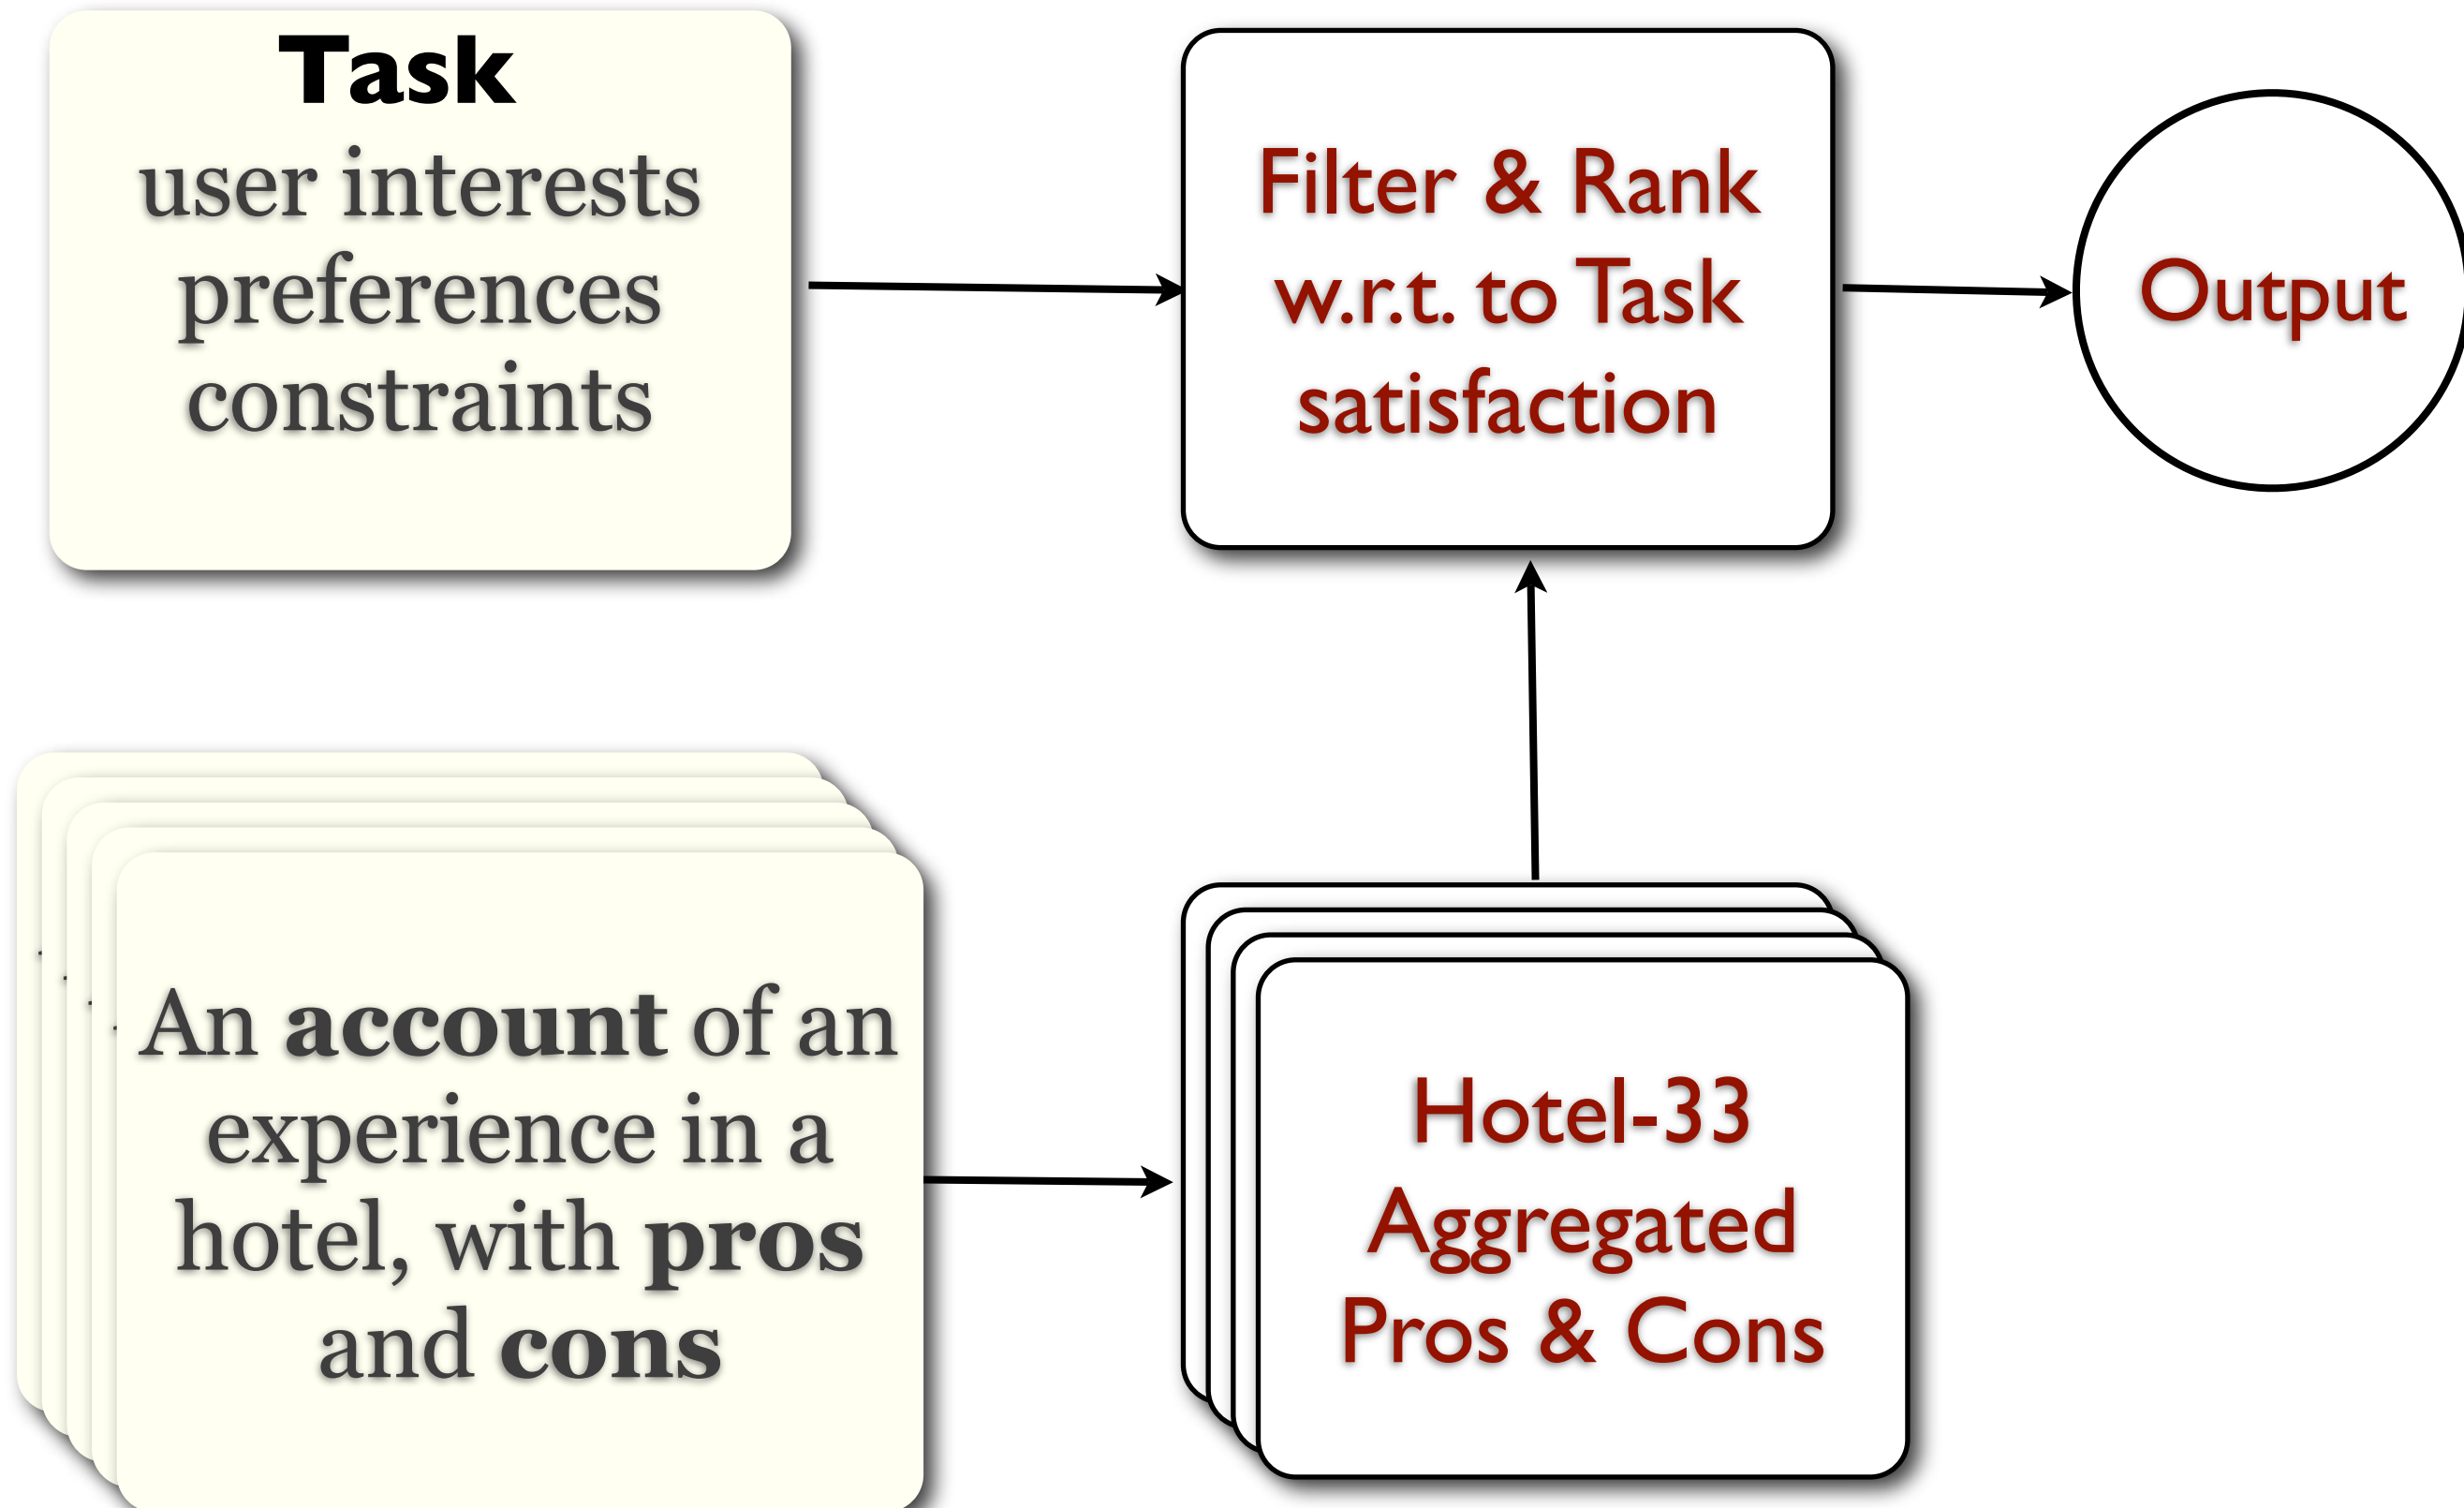 Task
user interests
preferences
constraints
Filter & Rank
w.r.t. to Task
satisfaction
Output
An account of an
experience in a
hotel, with pros
and cons
Hotel-33
Aggregated
Pros & Cons